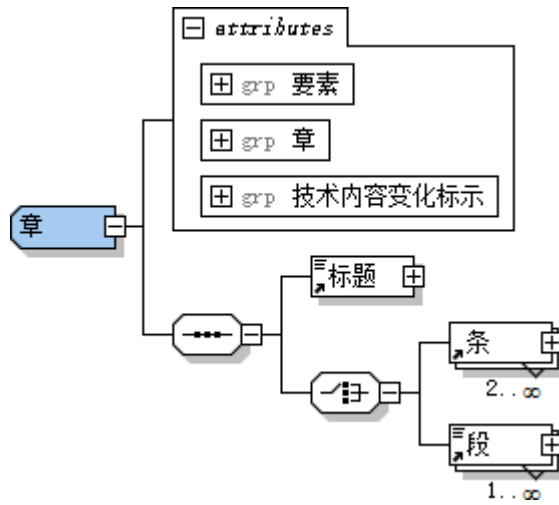 attributes
grp 要素
grp 章
grp 技术内容变化标示
章
标题
条
2..∞
段
1..∞